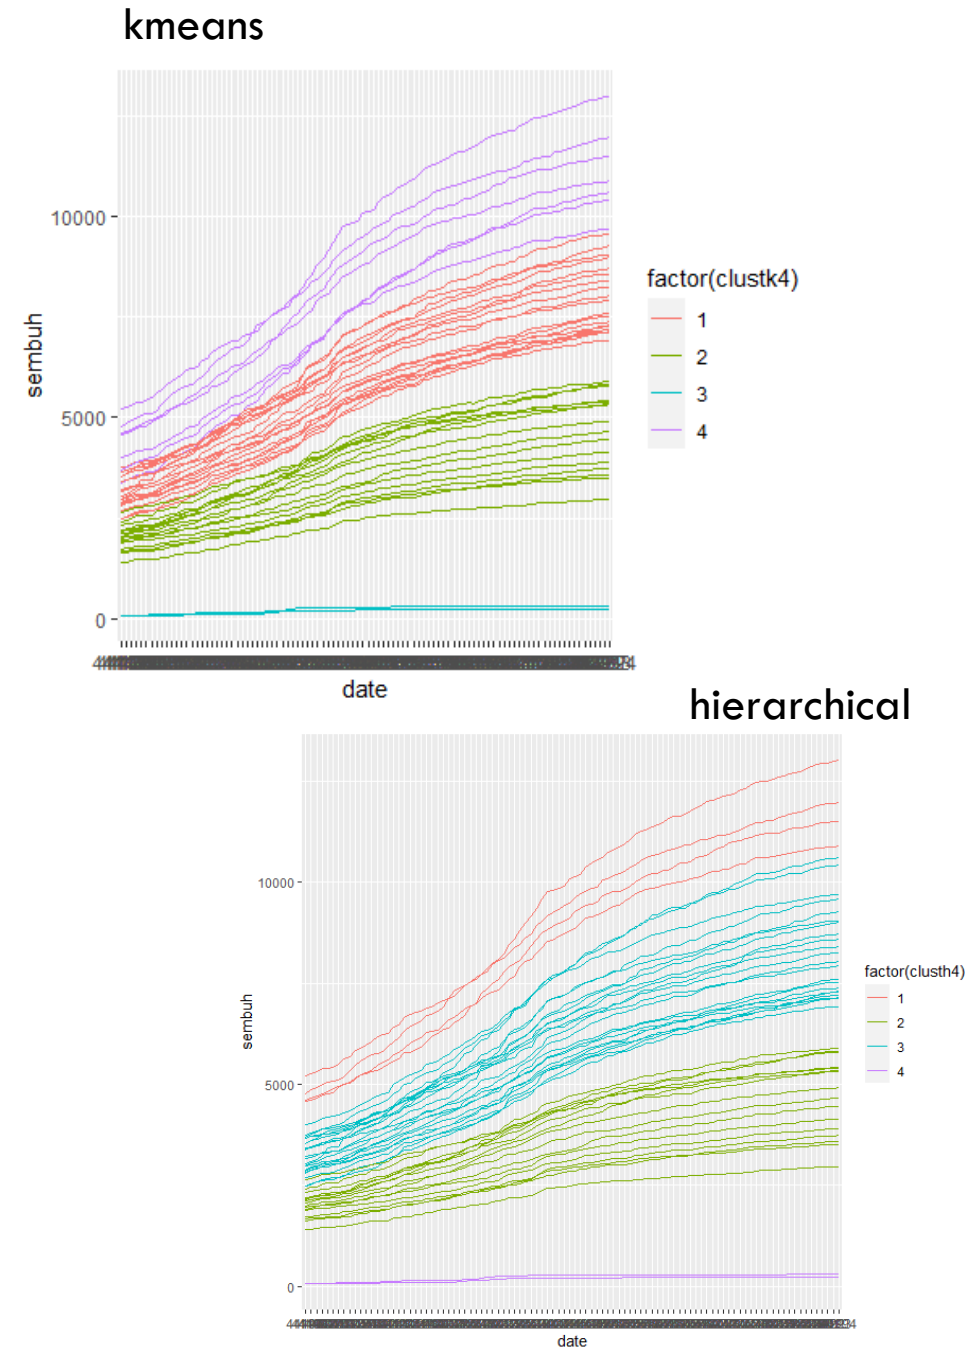 kmeans
10000
5000
0
sembuh
date
factor(clustk4)
1
2
3
4
hierarchical
10000
5000
0
sembuh
date
factor(clusth4)
1
2
3
4